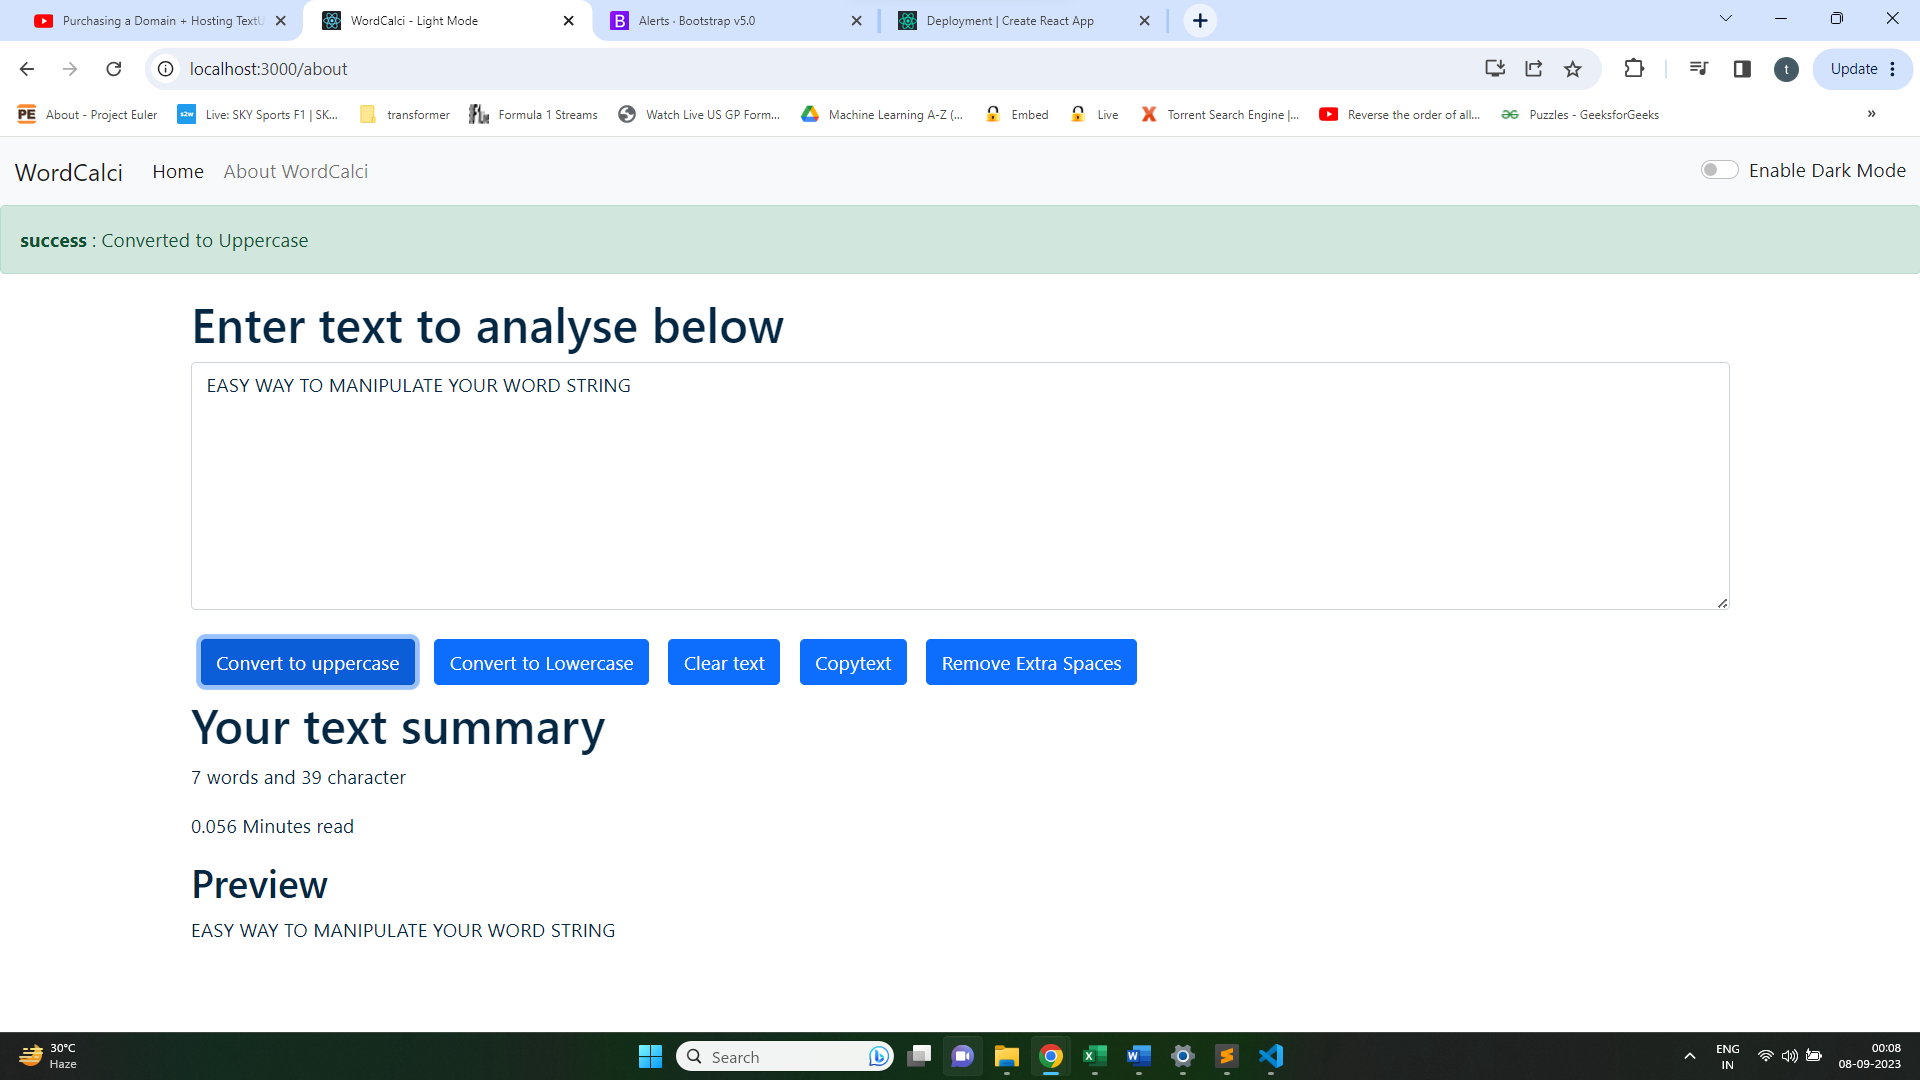 Purchasing a Domain + Hosting TextU
WordCalci - Light Mode
Alerts · Bootstrap v5.0
Deployment | Create React App
localhost:3000/about
t
Update
PE About - Project Euler
s2w Live: SKY Sports F1 | SK...
transformer
Formula 1 Streams
Watch Live US GP Form...
Machine Learning A-Z (...
Embed
Live
Torrent Search Engine |...
Reverse the order of all...
Puzzles - GeeksforGeeks
»
WordCalci Home About WordCalci Enable Dark Mode
success : Converted to Uppercase
Enter text to analyse below
EASY WAY TO MANIPULATE YOUR WORD STRING
Convert to uppercase Convert to Lowercase Clear text Copytext Remove Extra Spaces
Your text summary
7 words and 39 character
0.056 Minutes read
Preview
EASY WAY TO MANIPULATE YOUR WORD STRING
30°C
Haze
Search
ENG
IN
00:08
08-09-2023